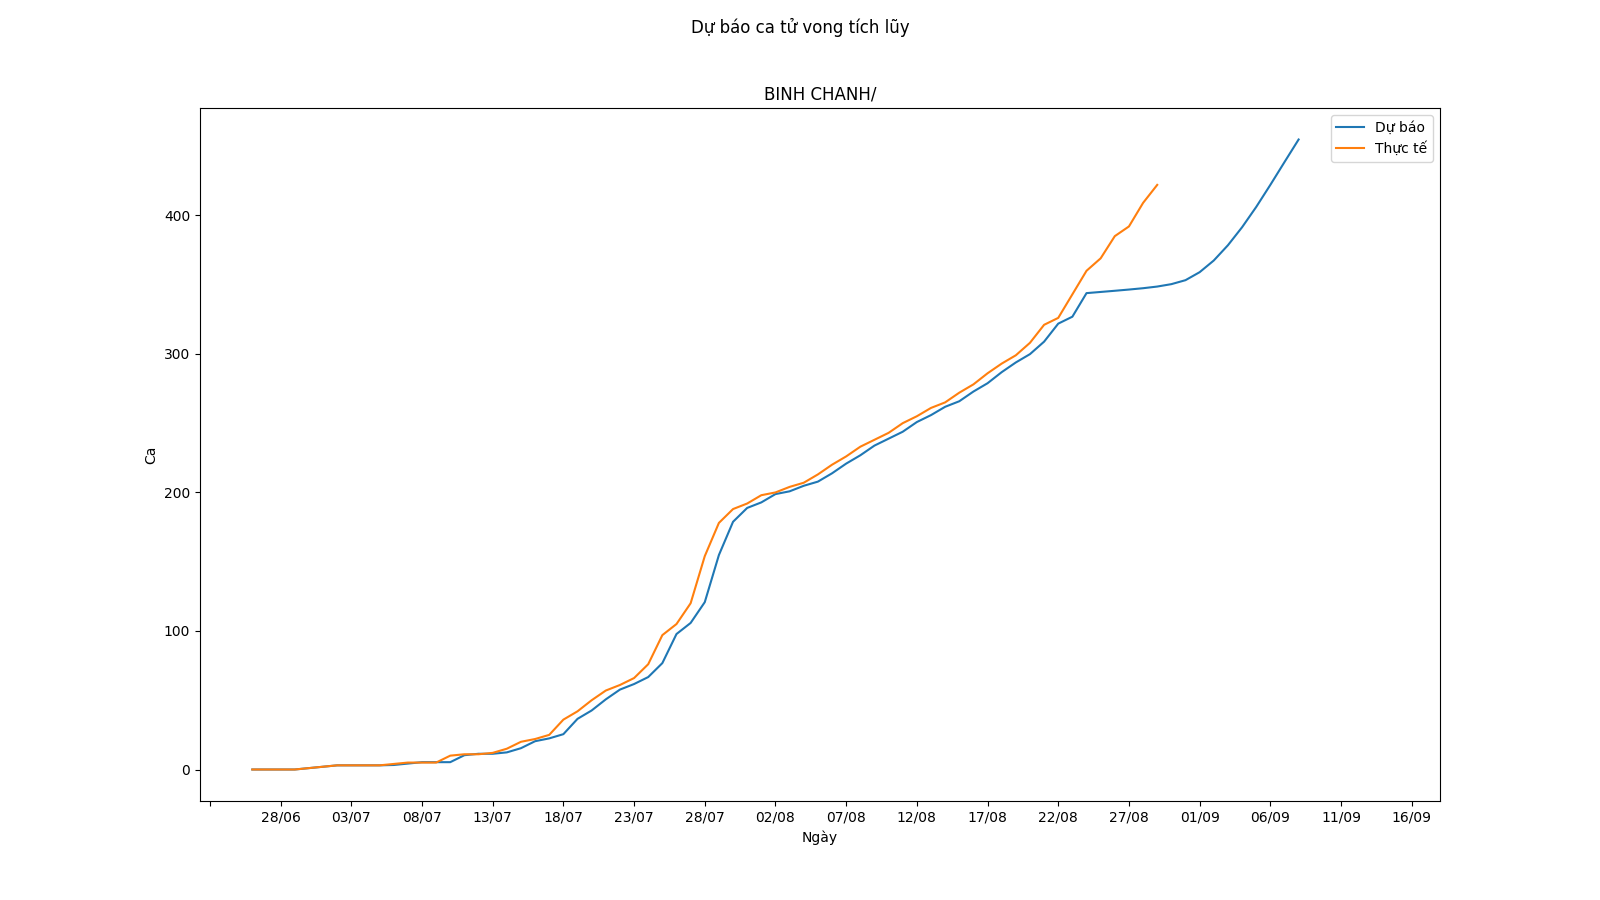 Dự báo ca tử vong tích lũy
BINH CHANH/
Dự báo
Thực tế
400
300
200
100
0
Ca
28/06 03/07 08/07 13/07 18/07 23/07 28/07 02/08 07/08 12/08 17/08 22/08 27/08 01/09 06/09 11/09 16/09
Ngày